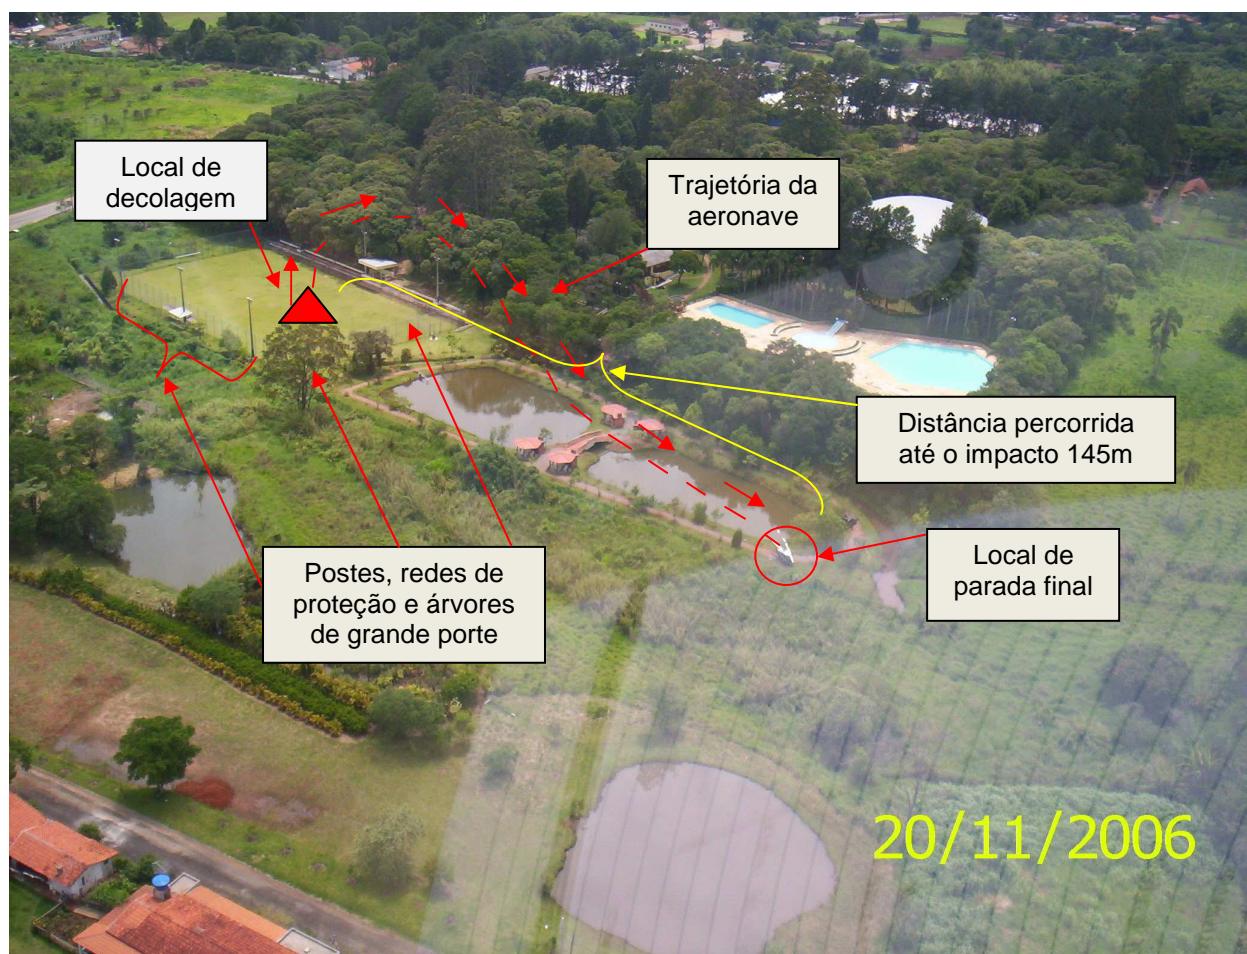 Local de
decolagem
Trajetória da
aeronave
Distância percorrida
até o impacto 145m
Postes, redes de
proteção e árvores
de grande porte
Local de
parada final
20/11/2006